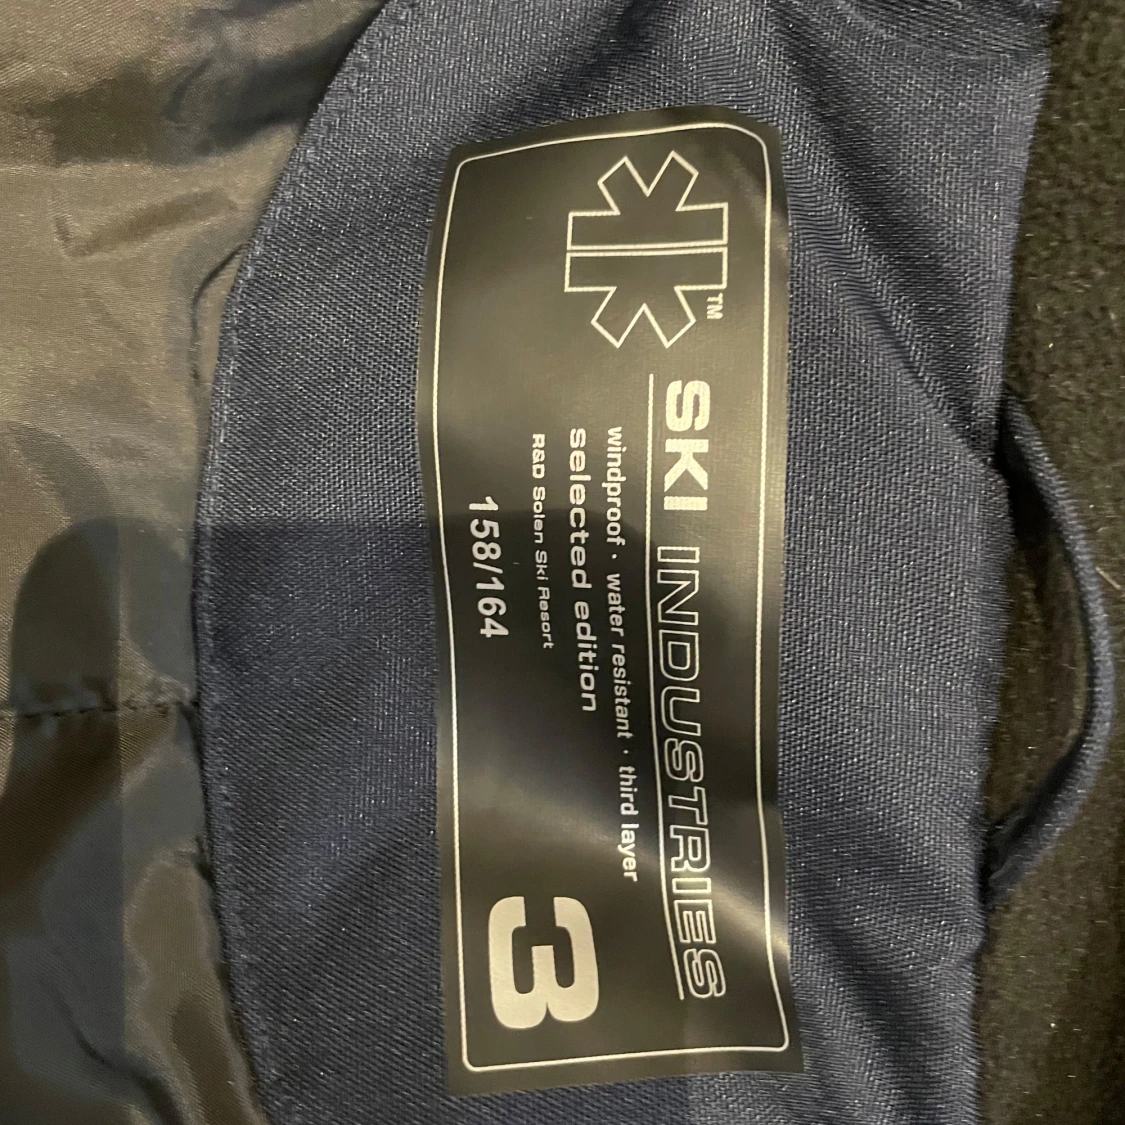 TM
SKI INDUSTRIES
windproof · water resistant · third layer
selected edition
R&D Solen Ski Resort
158/164
3